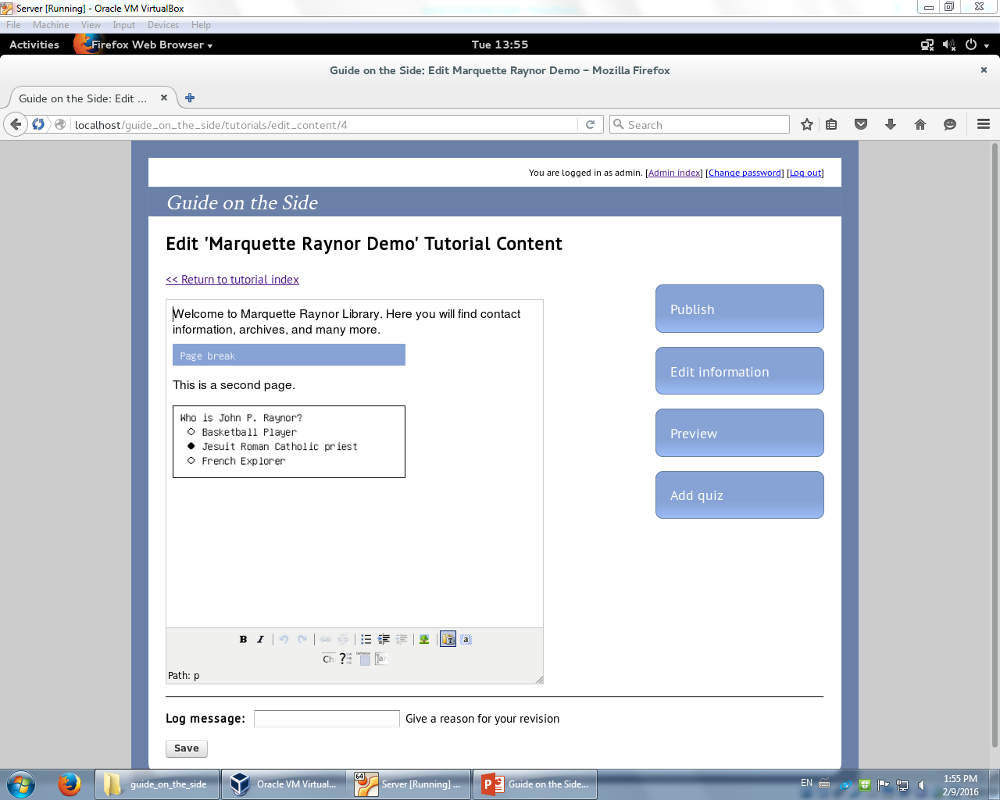 Server [Running] - Oracle VM VirtualBox
File Machine View Input Devices Help
Activities Firefox Web Browser Tue 13:55
Guide on the Side: Edit Marquette Raynor Demo – Mozilla Firefox
Guide on the Side: Edit ...
localhost/guide_on_the_side/tutorials/edit_content/4 Search
You are logged in as admin. [Admin index] [Change password] [Log out]
Guide on the Side
Edit 'Marquette Raynor Demo' Tutorial Content
<< Return to tutorial index
Welcome to Marquette Raynor Library. Here you will find contact
information, archives, and many more.
Page break
This is a second page.
Who is John P. Raynor?
Basketball Player
Jesuit Roman Catholic priest
French Explorer
Publish
Edit information
Preview
Add quiz
B I
Ch ?
Path: p
Log message: Give a reason for your revision
Save
guide_on_the_side Oracle VM Virtual... 64 Server [Running] ... Guide on the Side... EN 1:55 PM
2/9/2016